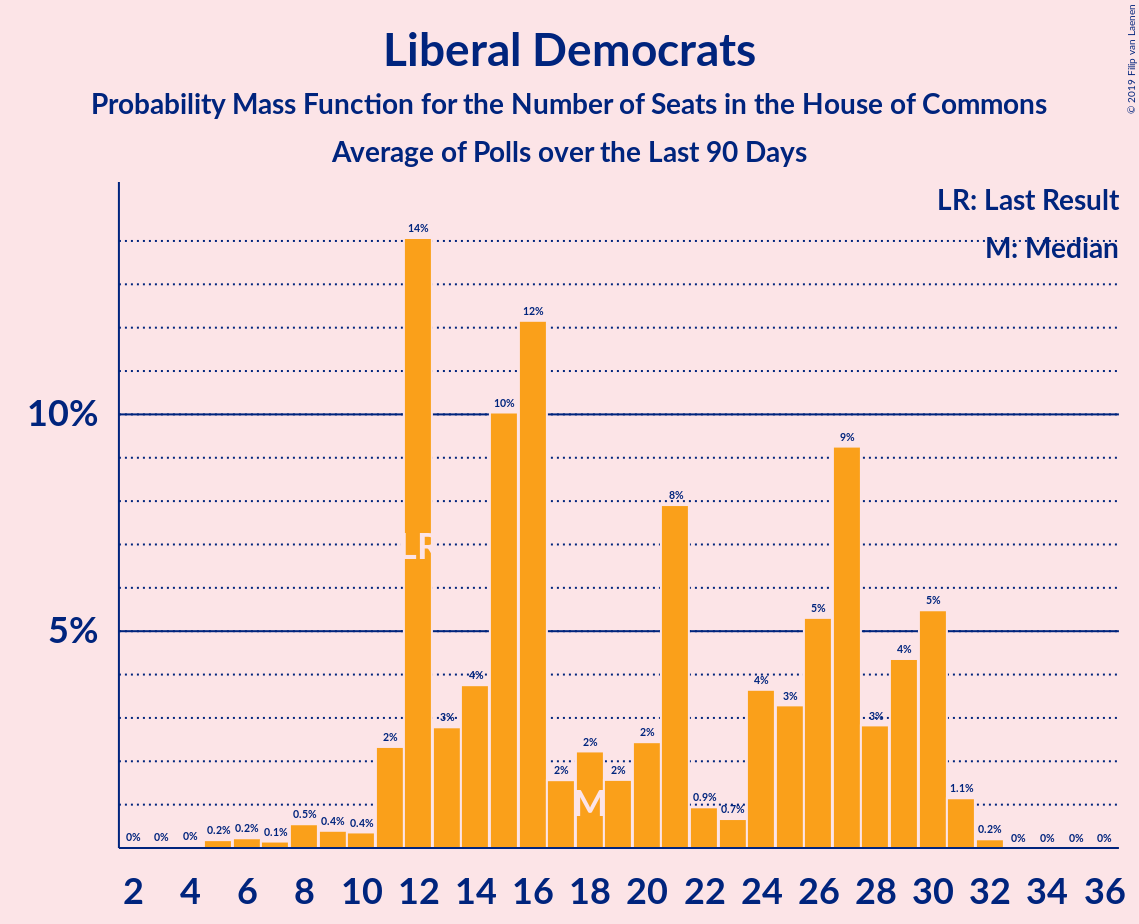 Liberal Democrats
Probability Mass Function for the Number of Seats in the House of Commons
Average of Polls over the Last 90 Days
© 2019 Filip van Laenen
LR: Last Result
M: Median
10%
5%
0% 0% 0% 0.2% 0.2% 0.1% 0.5% 0.4% 0.4% 2% 14% 3% 4% 10% 12% 2% 2% 2% 2% 8% 0.9% 0.7% 4% 3% 5% 9% 3% 4% 5% 1.1% 0.2% 0% 0% 0% 0%
LR
M
2 4 6 8 10 12 14 16 18 20 22 24 26 28 30 32 34 36